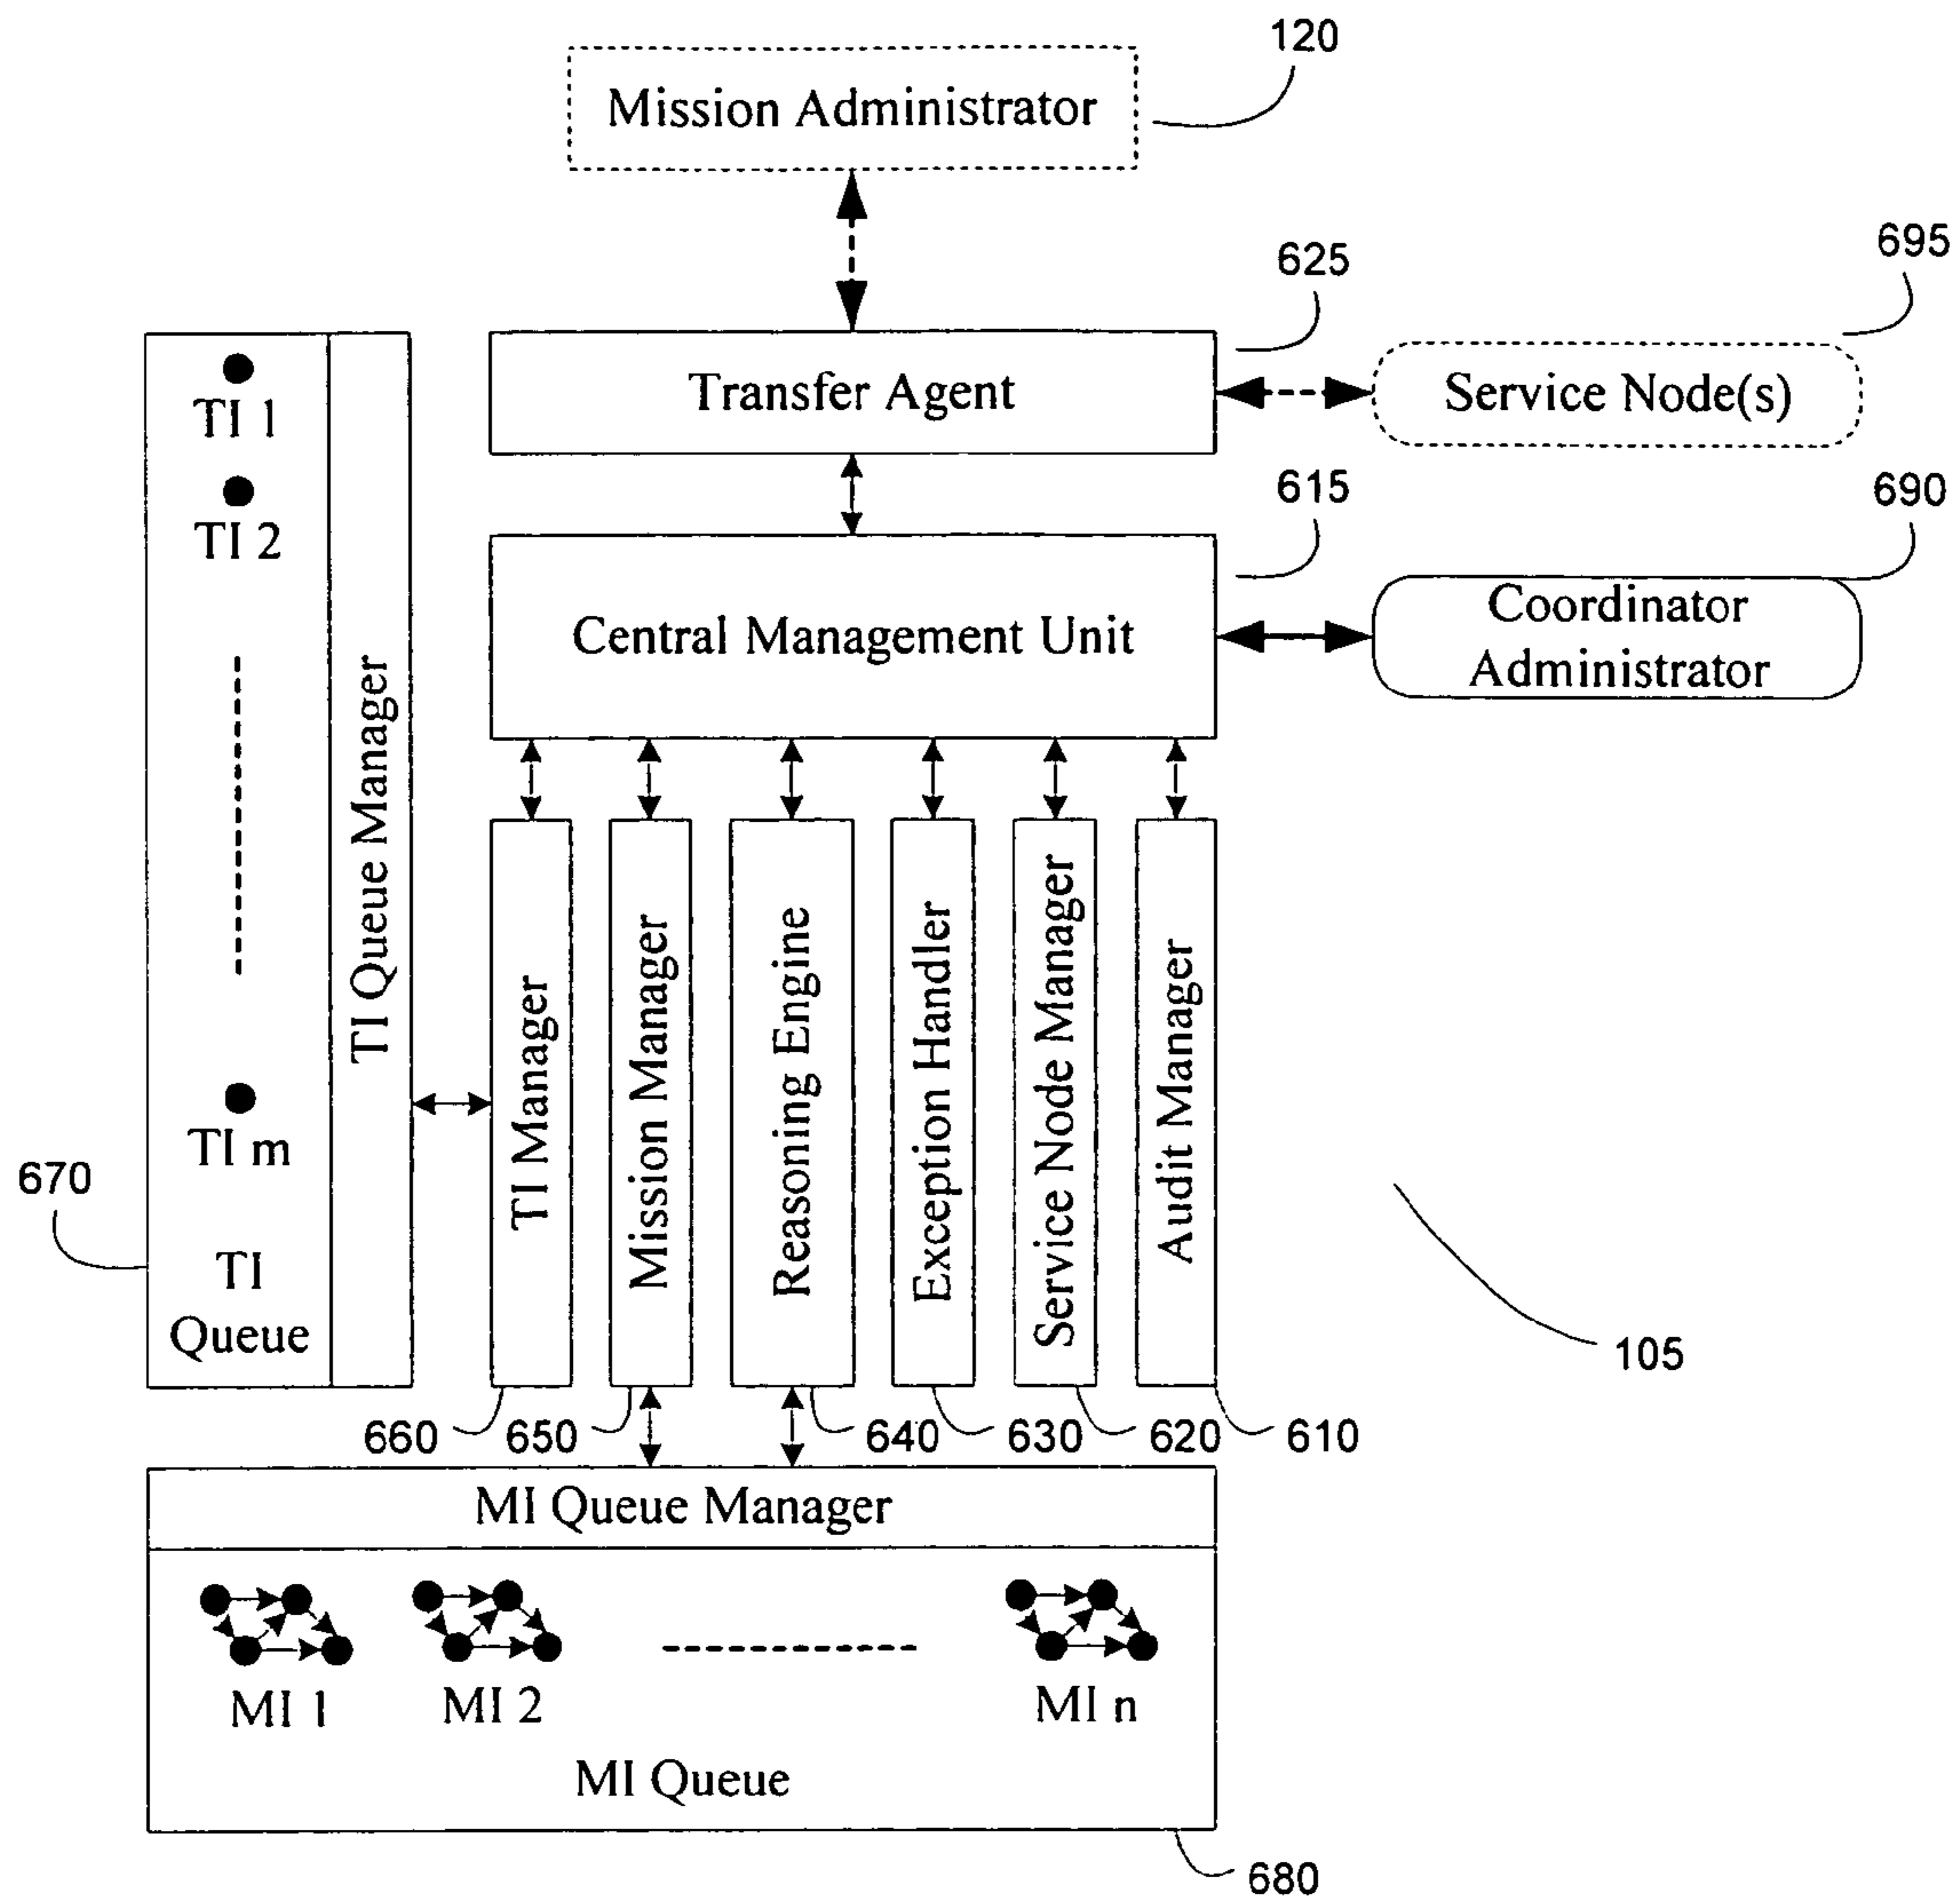 120
Mission Administrator
695
625
Transfer Agent
Service Node(s)
TI 1
TI 2
615
690
Central Management Unit
Coordinator
Administrator
TI Queue Manager
TI Manager
Mission Manager
Reasoning Engine
Exception Handler
Service Node Manager
Audit Manager
TI m
670
TI
Queue
105
660
650
640
630
620
610
MI Queue Manager
MI 1
MI 2
MI n
MI Queue
680